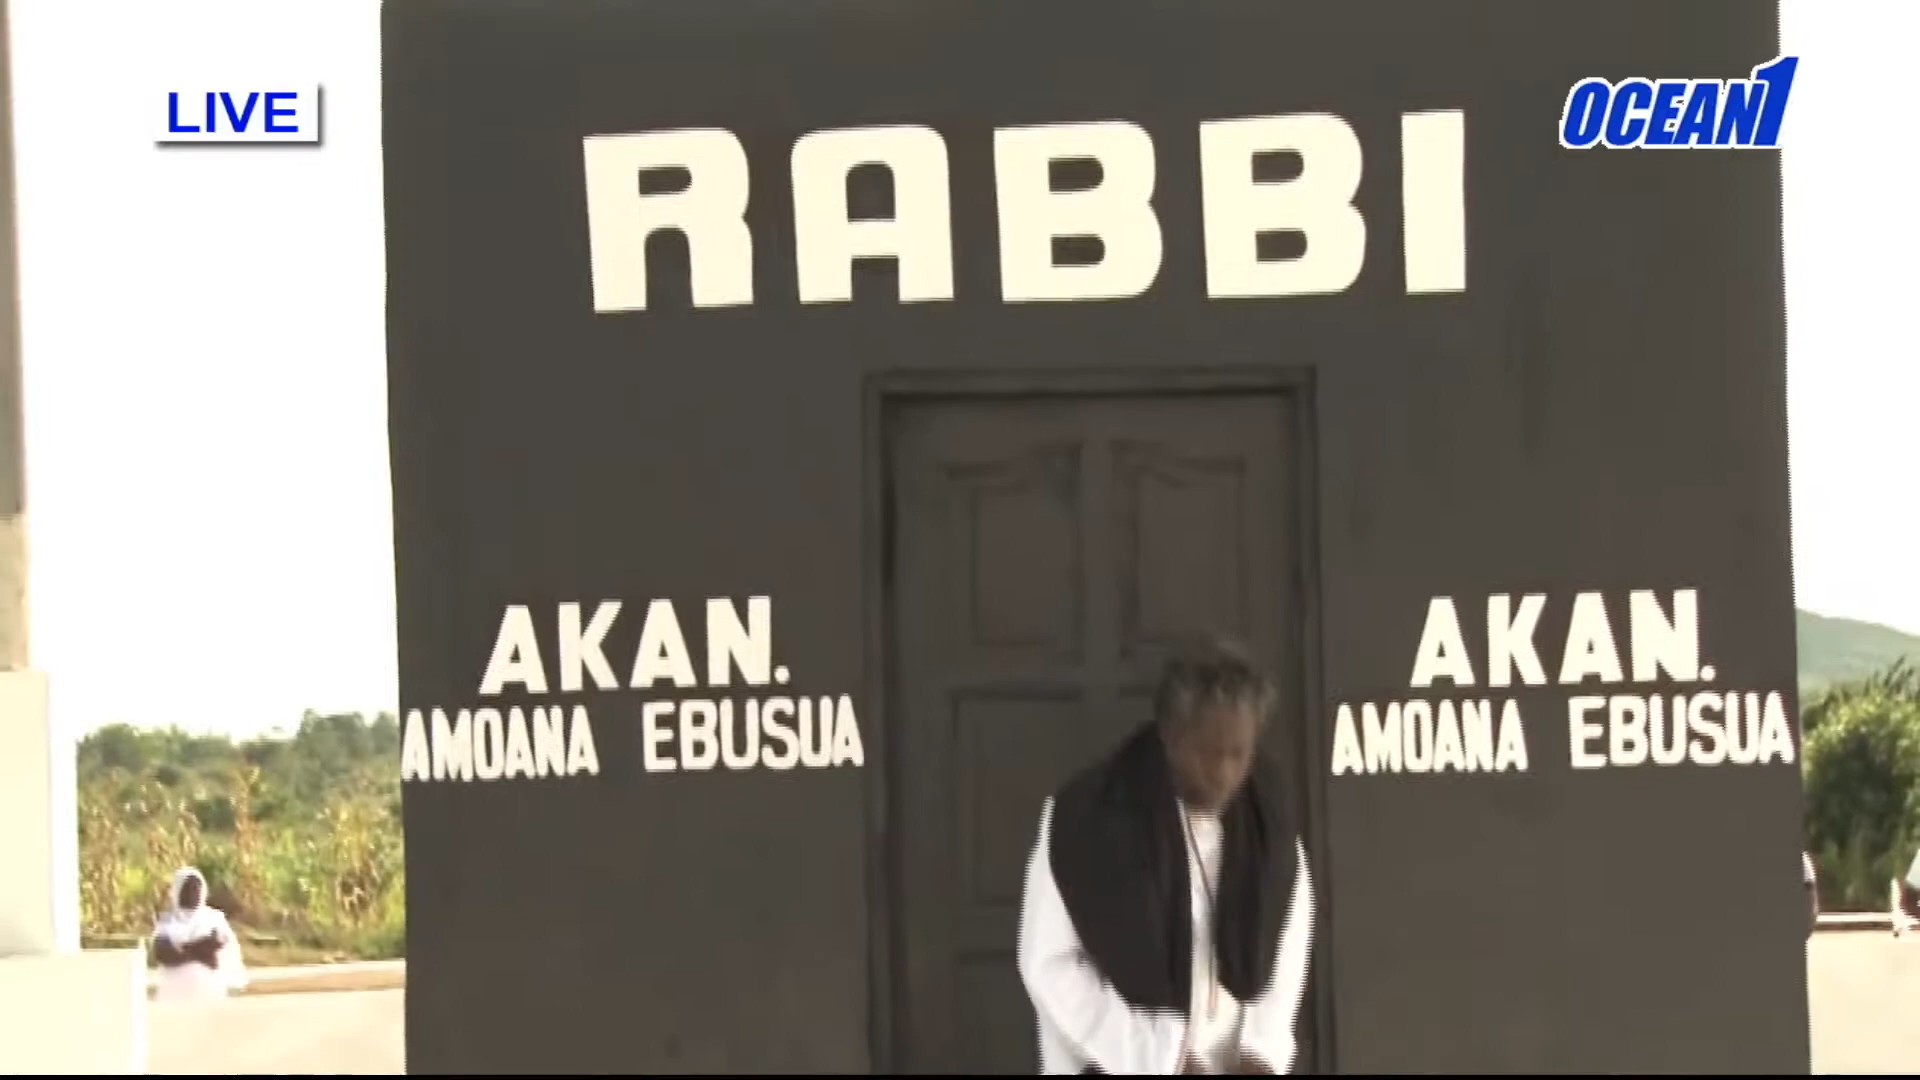 LIVE
OCEAN1
RABBI
AKAN.
AMOANA EBUSUA
AKAN.
AMOANA EBUSUA